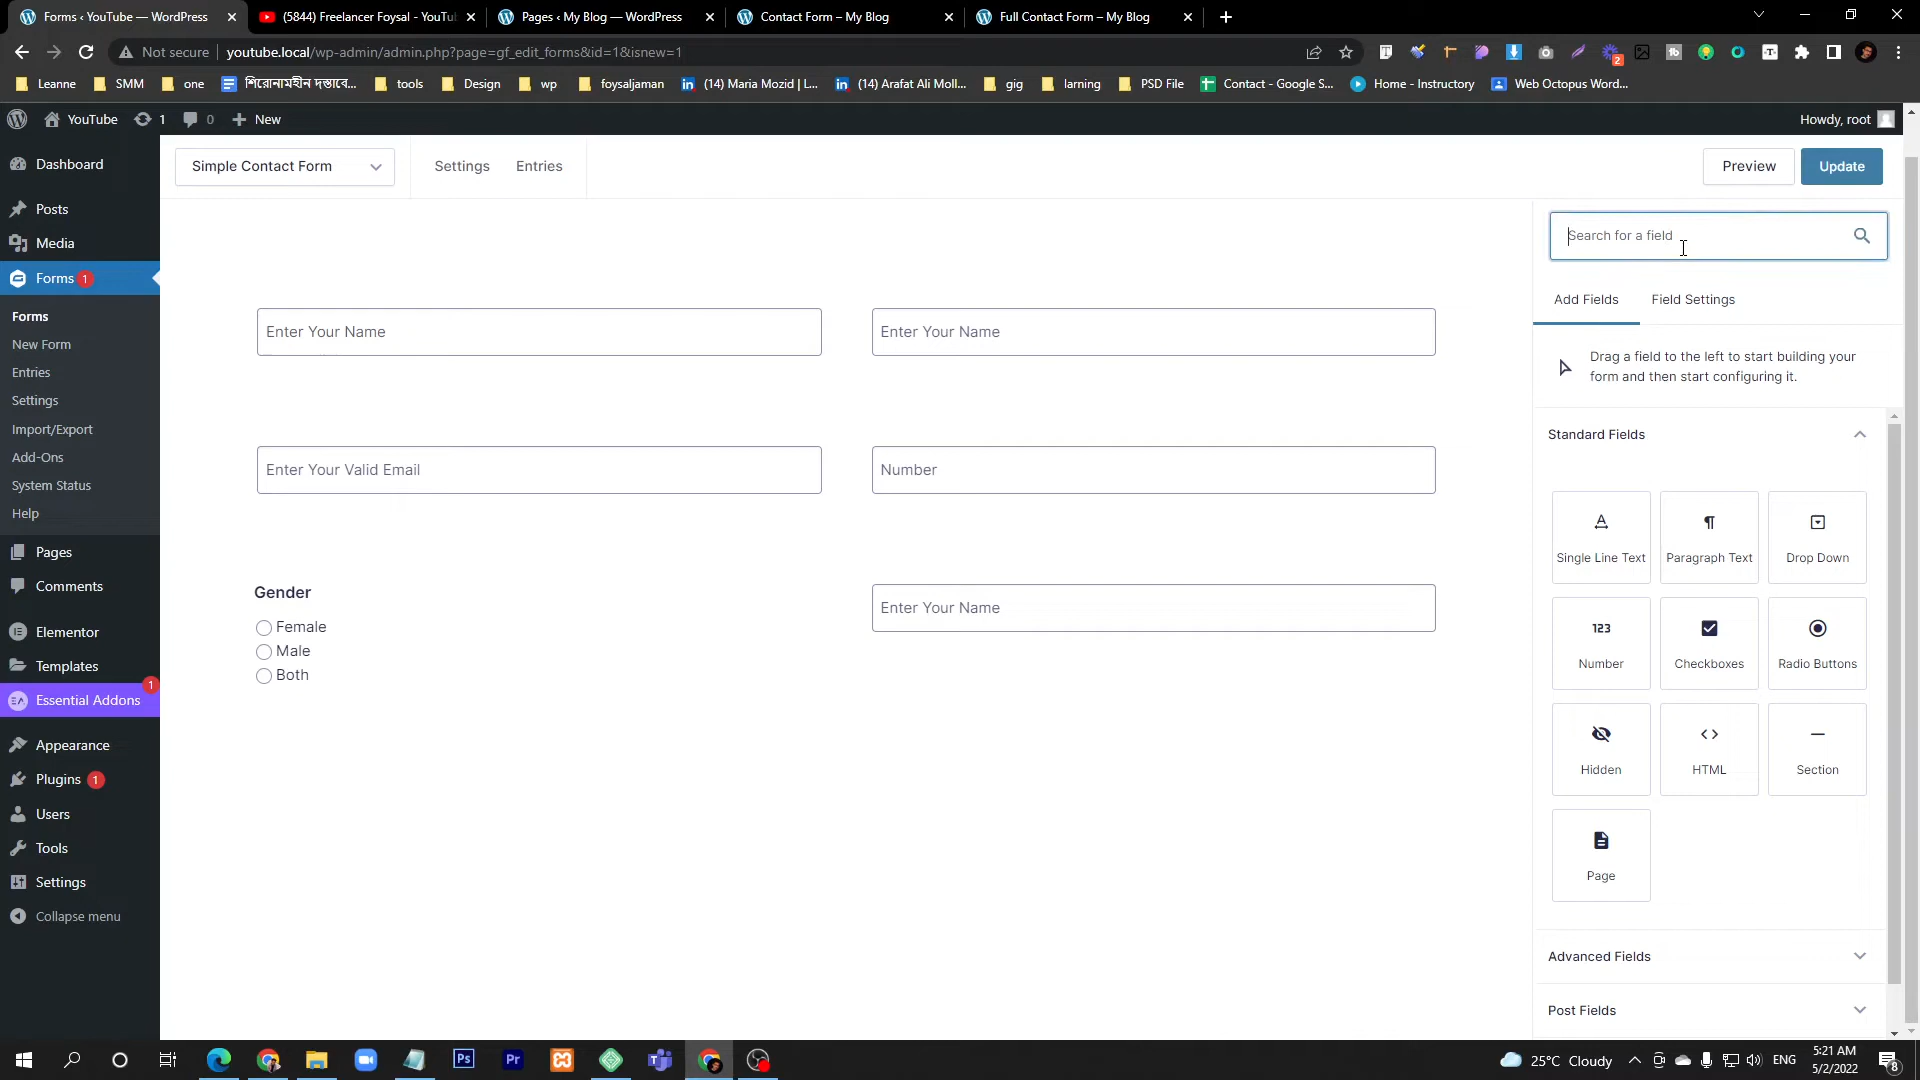 Forms ‹ YouTube — WordPress
(5844) Freelancer Foysal - YouTu
Pages ‹ My Blog — WordPress
Contact Form – My Blog
Full Contact Form – My Blog
Not secure
youtube.local/wp-admin/admin.php?page=gf_edit_forms&id=1&isnew=1
2
Leanne
SMM
one
শিরোনামহীন দস্তাবে...
tools
Design
wp
foysaljaman
(14) Maria Mozid | L...
(14) Arafat Ali Moll...
gig
larning
PSD File
Contact - Google S...
Home - Instructory
Web Octopus Word...
YouTube
1
0
New
Howdy, root
Dashboard
Posts
Media
Forms 1
Forms
New Form
Entries
Settings
Import/Export
Add-Ons
System Status
Help
Pages
Comments
Elementor
Templates
Essential Addons 1
Appearance
Plugins 1
Users
Tools
Settings
Collapse menu
Simple Contact Form
Settings
Entries
Preview
Update
Enter Your Name
Enter Your Name
Enter Your Valid Email
Number
Gender
Female
Male
Both
Enter Your Name
Search for a field
Add Fields
Field Settings
Drag a field to the left to start building your
form and then start configuring it.
Standard Fields
Single Line Text
Paragraph Text
Drop Down
123
Number
Checkboxes
Radio Buttons
Hidden
HTML
Section
Page
Advanced Fields
Post Fields
Ps
Pr
25°C Cloudy
ENG
5:21 AM
5/2/2022
8